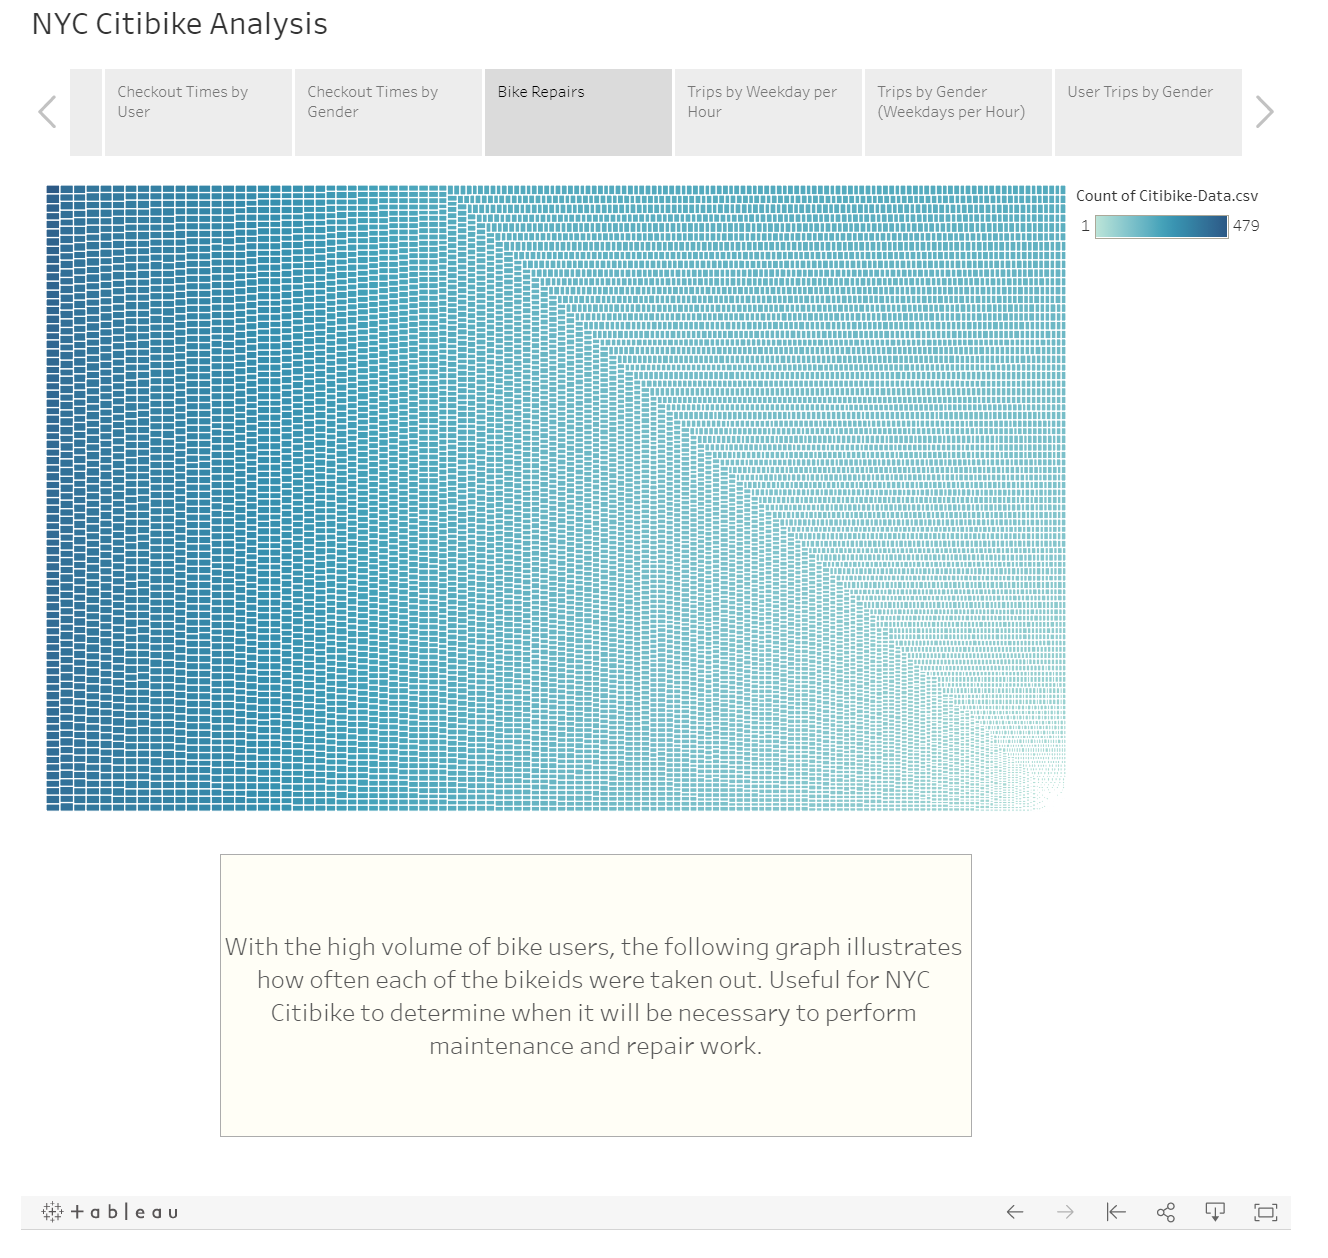 NYC Citibike Analysis
Checkout Times by
User
Checkout Times by
Gender
Bike Repairs
Trips by Weekday per
Hour
Trips by Gender
(Weekdays per Hour)
User Trips by Gender
Count of Citibike-Data.csv
1 479
With the high volume of bike users, the following graph illustrates
how often each of the bikeids were taken out. Useful for NYC
Citibike to determine when it will be necessary to perform
maintenance and repair work.
+ a b l e a u